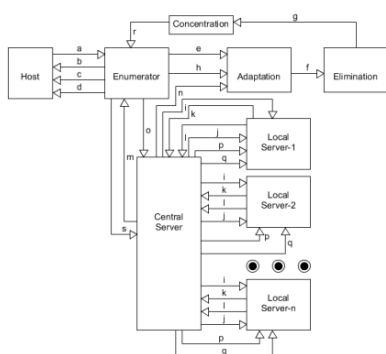 Concentration
g
r
a
b
c
d
Host
Enumerator
e
h
n
Adaptation
f
Elimination
i
k
o
l
j
p
q
Local
Server-1
m
s
Central
Server
i
k
l
j
Local
Server-2
p
q
i
k
l
j
Local
Server-n
p
q